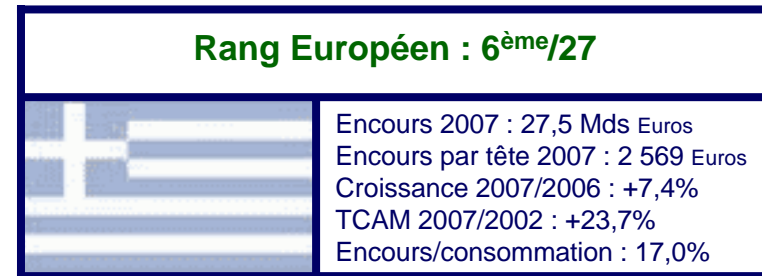 Rang Européen : 6ème/27
Encours 2007 : 27,5 Mds Euros
Encours par tête 2007 : 2 569 Euros
Croissance 2007/2006 : +7,4%
TCAM 2007/2002 : +23,7%
Encours/consommation : 17,0%